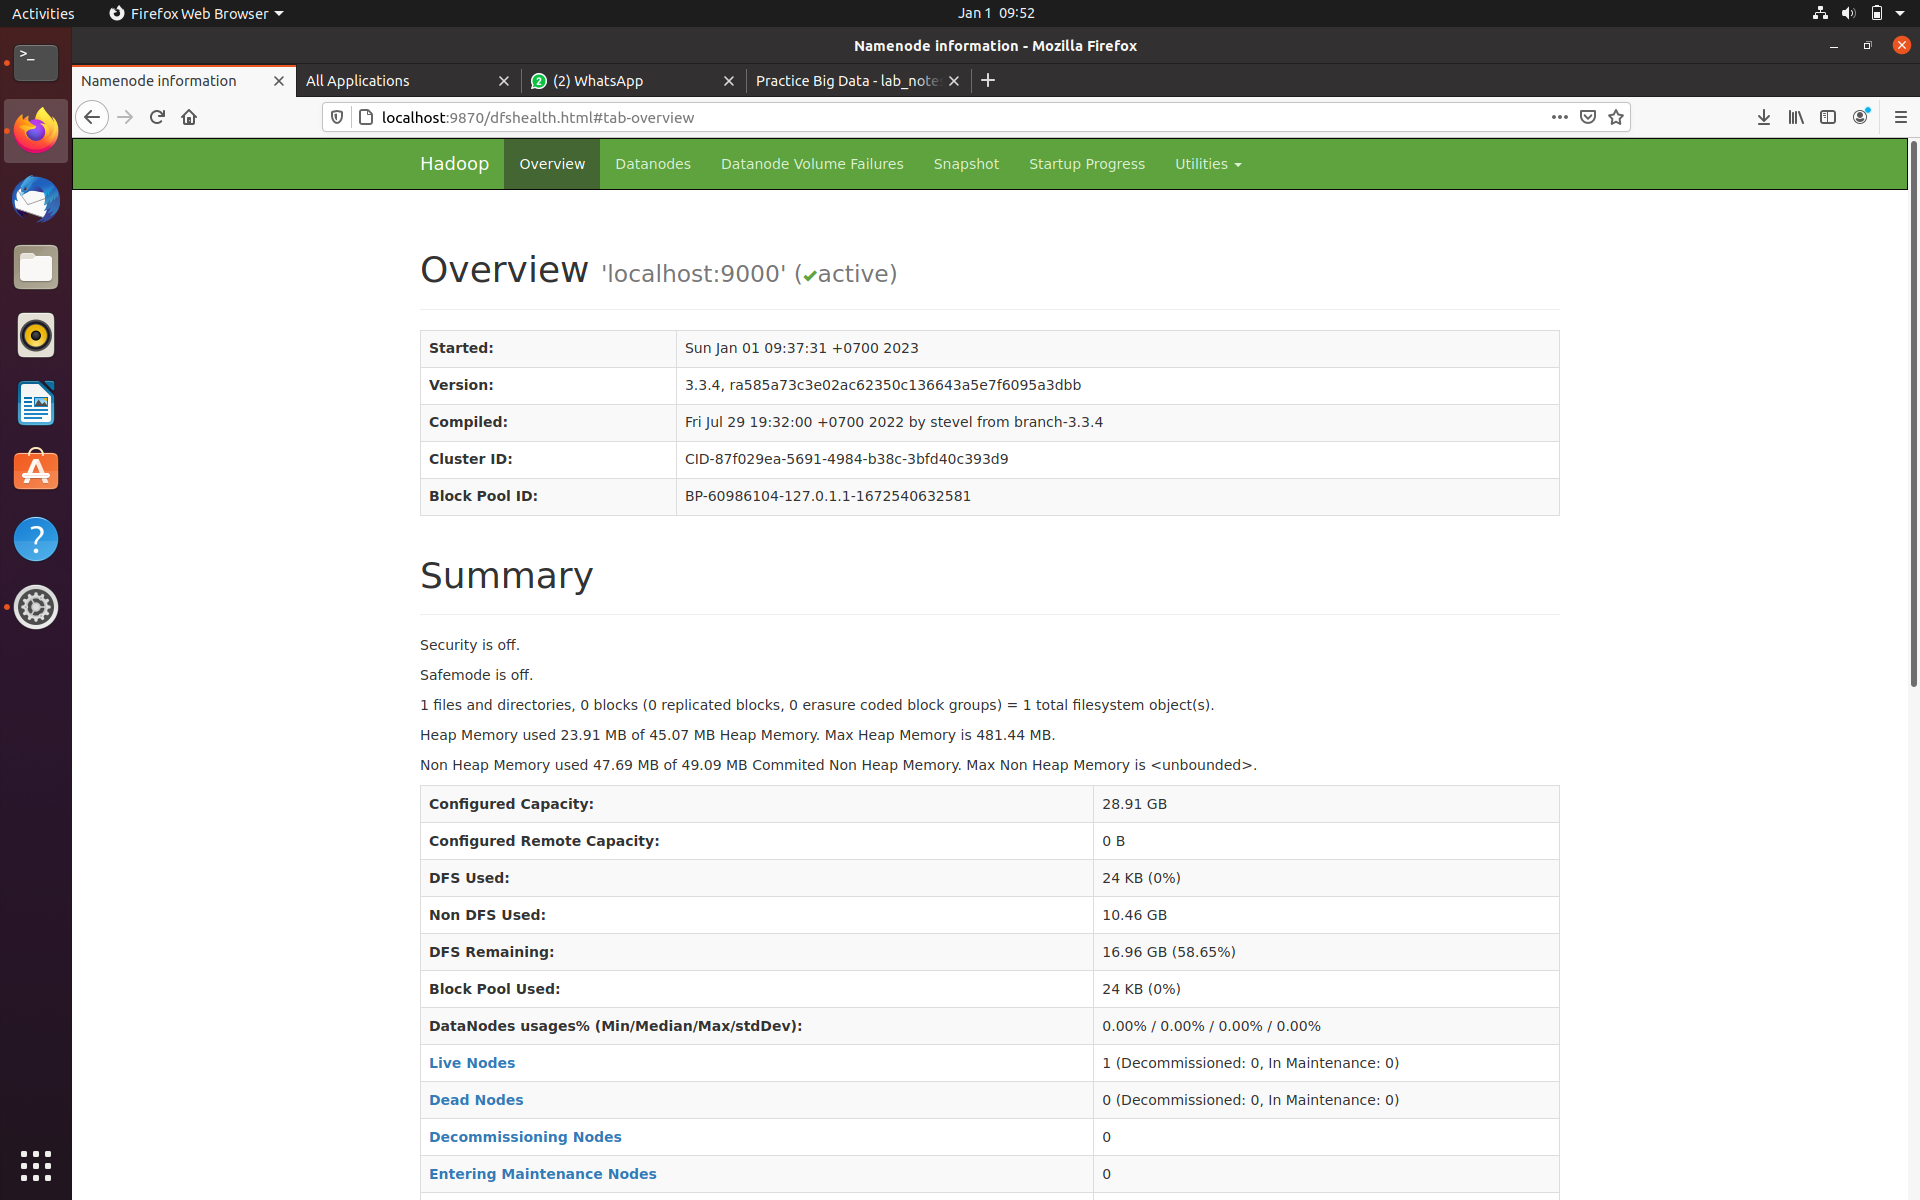 Activities Firefox Web Browser Jan 1 09:52
Namenode information - Mozilla Firefox
Namenode information All Applications 2 (2) WhatsApp Practice Big Data - lab_note
localhost:9870/dfshealth.html#tab-overview
Hadoop Overview Datanodes Datanode Volume Failures Snapshot Startup Progress Utilities
Overview 'localhost:9000' (✔active)
Started: Sun Jan 01 09:37:31 +0700 2023
Version: 3.3.4, ra585a73c3e02ac62350c136643a5e7f6095a3dbb
Compiled: Fri Jul 29 19:32:00 +0700 2022 by stevel from branch-3.3.4
Cluster ID: CID-87f029ea-5691-4984-b38c-3bfd40c393d9
Block Pool ID: BP-60986104-127.0.1.1-1672540632581
Summary
Security is off.
Safemode is off.
1 files and directories, 0 blocks (0 replicated blocks, 0 erasure coded block groups) = 1 total filesystem object(s).
Heap Memory used 23.91 MB of 45.07 MB Heap Memory. Max Heap Memory is 481.44 MB.
Non Heap Memory used 47.69 MB of 49.09 MB Commited Non Heap Memory. Max Non Heap Memory is <unbounded>.
Configured Capacity: 28.91 GB
Configured Remote Capacity: 0 B
DFS Used: 24 KB (0%)
Non DFS Used: 10.46 GB
DFS Remaining: 16.96 GB (58.65%)
Block Pool Used: 24 KB (0%)
DataNodes usages% (Min/Median/Max/stdDev): 0.00% / 0.00% / 0.00% / 0.00%
Live Nodes 1 (Decommissioned: 0, In Maintenance: 0)
Dead Nodes 0 (Decommissioned: 0, In Maintenance: 0)
Decommissioning Nodes 0
Entering Maintenance Nodes 0